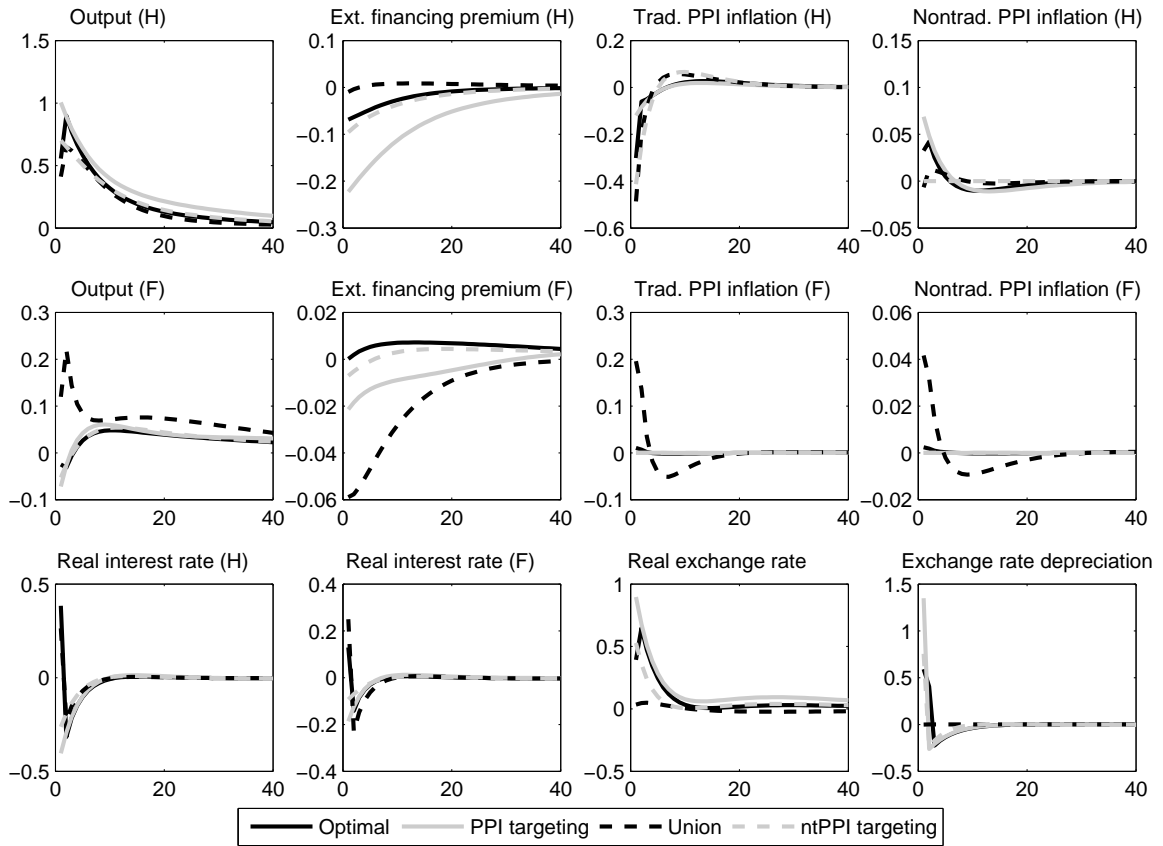 Output (H)
Ext. financing premium (H)
Trad. PPI inflation (H)
Nontrad. PPI inflation (H)
1.5
1
0.5
0
0 20 40
0.1
0
−0.1
−0.2
−0.3
0 20 40
0.2
0
−0.2
−0.4
−0.6
0 20 40
0.15
0.1
0.05
0
−0.05
0 20 40
Output (F)
Ext. financing premium (F)
Trad. PPI inflation (F)
Nontrad. PPI inflation (F)
0.3
0.2
0.1
0
−0.1
0 20 40
0.02
0
−0.02
−0.04
−0.06
0 20 40
0.3
0.2
0.1
0
−0.1
0 20 40
0.06
0.04
0.02
0
−0.02
0 20 40
Real interest rate (H)
Real interest rate (F)
Real exchange rate
Exchange rate depreciation
0.5
0
−0.5
0 20 40
0.4
0.2
0
−0.2
−0.4
0 20 40
1
0.5
0
−0.5
0 20 40
1.5
1
0.5
0
−0.5
0 20 40
Optimal PPI targeting Union ntPPI targeting